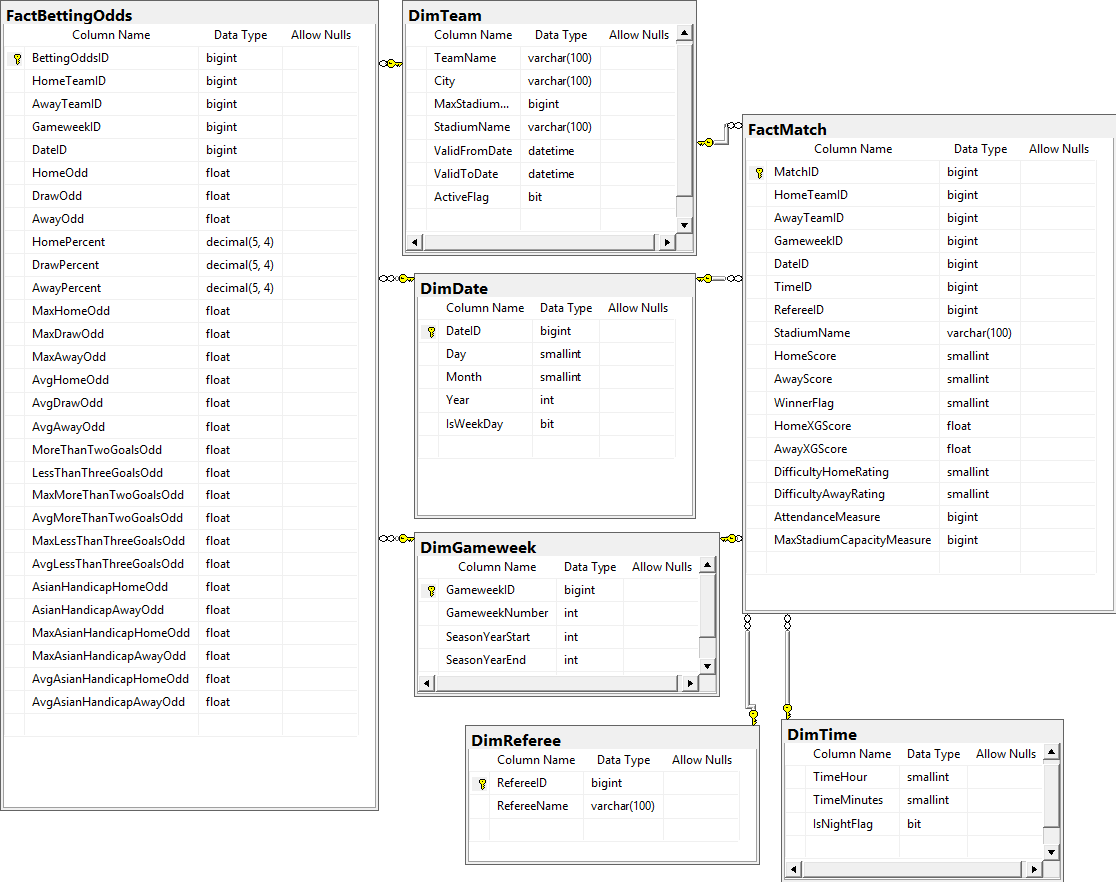 FactBettingOdds
Column Name Data Type Allow Nulls
BettingOddsID bigint
HomeTeamID bigint
AwayTeamID bigint
GameweekID bigint
DateID bigint
HomeOdd float
DrawOdd float
AwayOdd float
HomePercent decimal(5, 4)
DrawPercent decimal(5, 4)
AwayPercent decimal(5, 4)
MaxHomeOdd float
MaxDrawOdd float
MaxAwayOdd float
AvgHomeOdd float
AvgDrawOdd float
AvgAwayOdd float
MoreThanTwoGoalsOdd float
LessThanThreeGoalsOdd float
MaxMoreThanTwoGoalsOdd float
AvgMoreThanTwoGoalsOdd float
MaxLessThanThreeGoalsOdd float
AvgLessThanThreeGoalsOdd float
AsianHandicapHomeOdd float
AsianHandicapAwayOdd float
MaxAsianHandicapHomeOdd float
MaxAsianHandicapAwayOdd float
AvgAsianHandicapHomeOdd float
AvgAsianHandicapAwayOdd float
DimTeam
Column Name Data Type Allow Nulls
TeamName varchar(100)
City varchar(100)
MaxStadium... bigint
StadiumName varchar(100)
ValidFromDate datetime
ValidToDate datetime
ActiveFlag bit
DimDate
Column Name Data Type Allow Nulls
DateID bigint
Day smallint
Month smallint
Year int
IsWeekDay bit
DimGameweek
Column Name Data Type Allow Nulls
GameweekID bigint
GameweekNumber int
SeasonYearStart int
SeasonYearEnd int
DimReferee
Column Name Data Type Allow Nulls
RefereeID bigint
RefereeName varchar(100)
FactMatch
Column Name Data Type Allow Nulls
MatchID bigint
HomeTeamID bigint
AwayTeamID bigint
GameweekID bigint
DateID bigint
TimeID bigint
RefereeID bigint
StadiumName varchar(100)
HomeScore smallint
AwayScore smallint
WinnerFlag smallint
HomeXGScore float
AwayXGScore float
DifficultyHomeRating smallint
DifficultyAwayRating smallint
AttendanceMeasure bigint
MaxStadiumCapacityMeasure bigint
DimTime
Column Name Data Type Allow Nulls
TimeHour smallint
TimeMinutes smallint
IsNightFlag bit